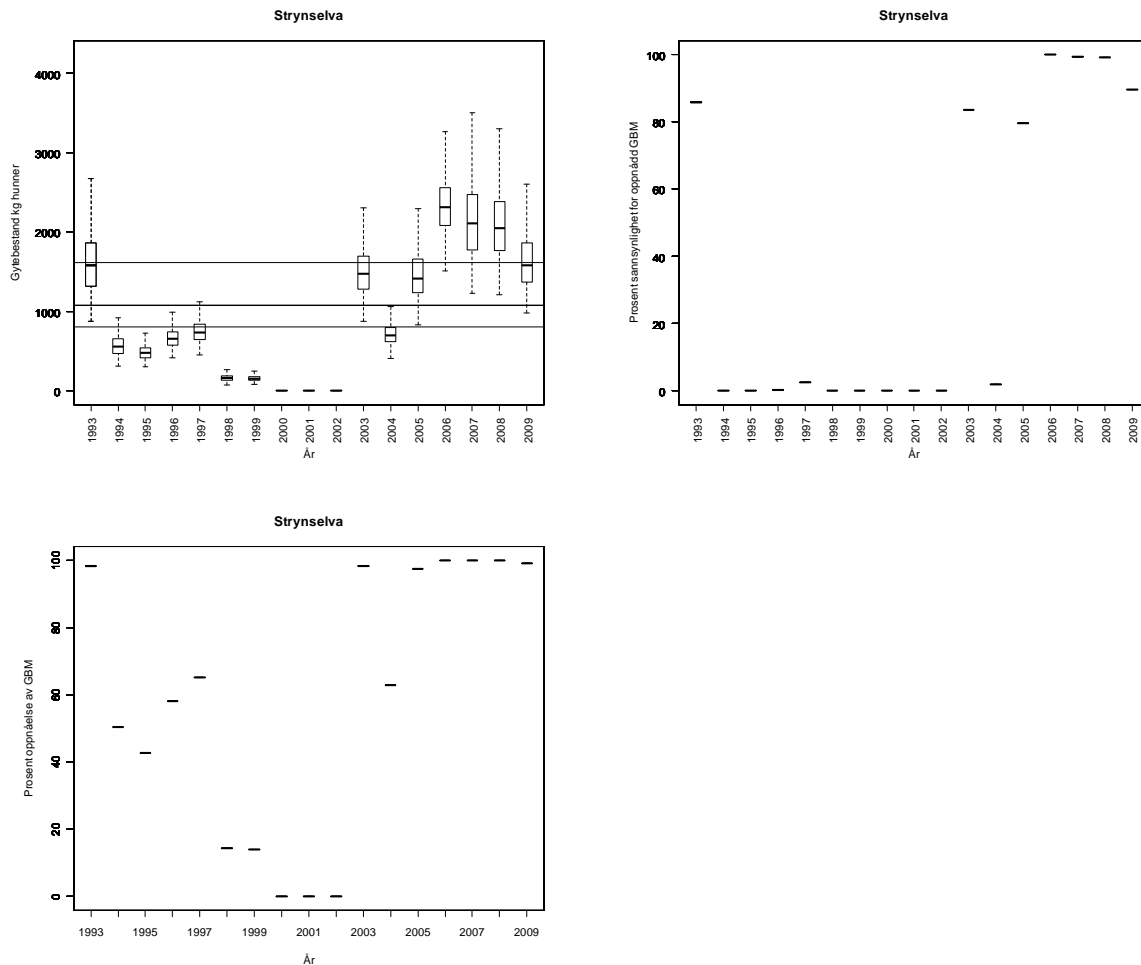 Strynselva
Gytebestand kg hunner
4000
3000
2000
1000
0
1993 1994 1995 1996 1997 1998 1999 2000 2001 2002 2003 2004 2005 2006 2007 2008 2009
År
Strynselva
Prosent sannsynlighet for oppnådd GBM
100
80
60
40
20
0
1993 1994 1995 1996 1997 1998 1999 2000 2001 2002 2003 2004 2005 2006 2007 2008 2009
År
Strynselva
Prosent oppnåelse av GBM
100
80
60
40
20
0
1993 1995 1997 1999 2001 2003 2005 2007 2009
År